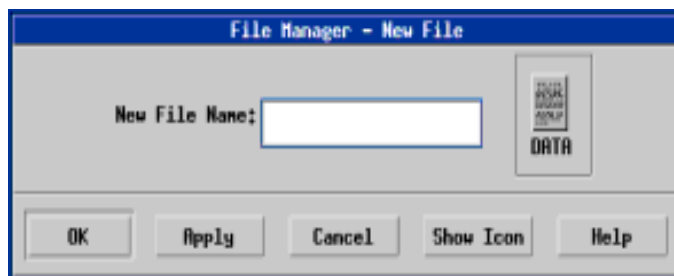 File Manager - New File
New File Name:
DATA
OK Apply Cancel Show Icon Help